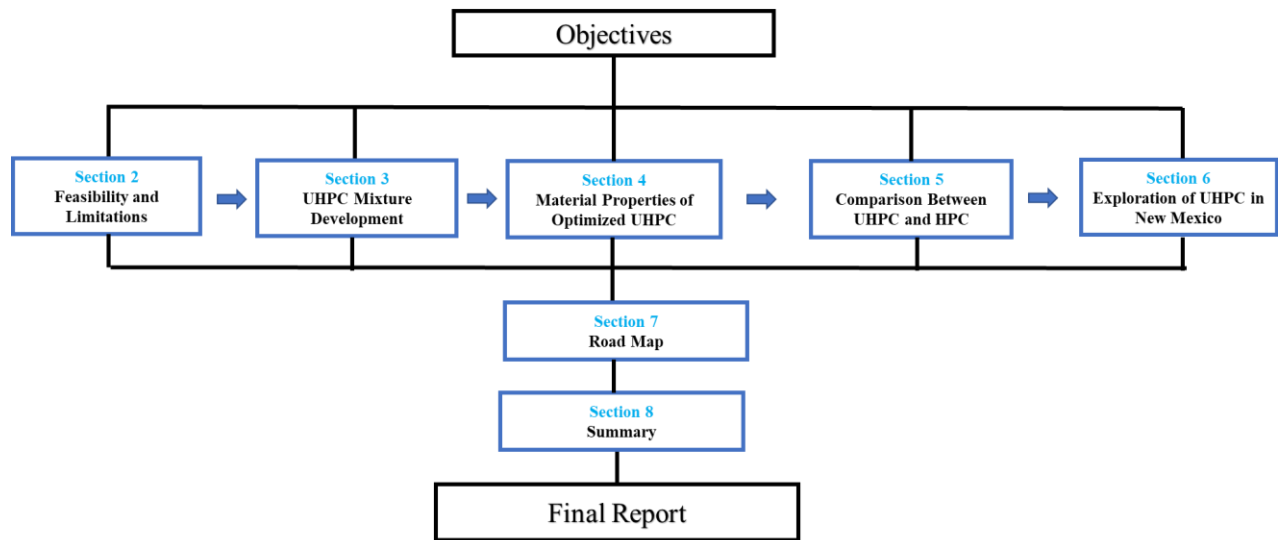 Objectives
Section 2
Feasibility and
Limitations
Section 3
UHPC Mixture
Development
Section 4
Material Properties of
Optimized UHPC
Section 5
Comparison Between
UHPC and HPC
Section 6
Exploration of UHPC in
New Mexico
Section 7
Road Map
Section 8
Summary
Final Report